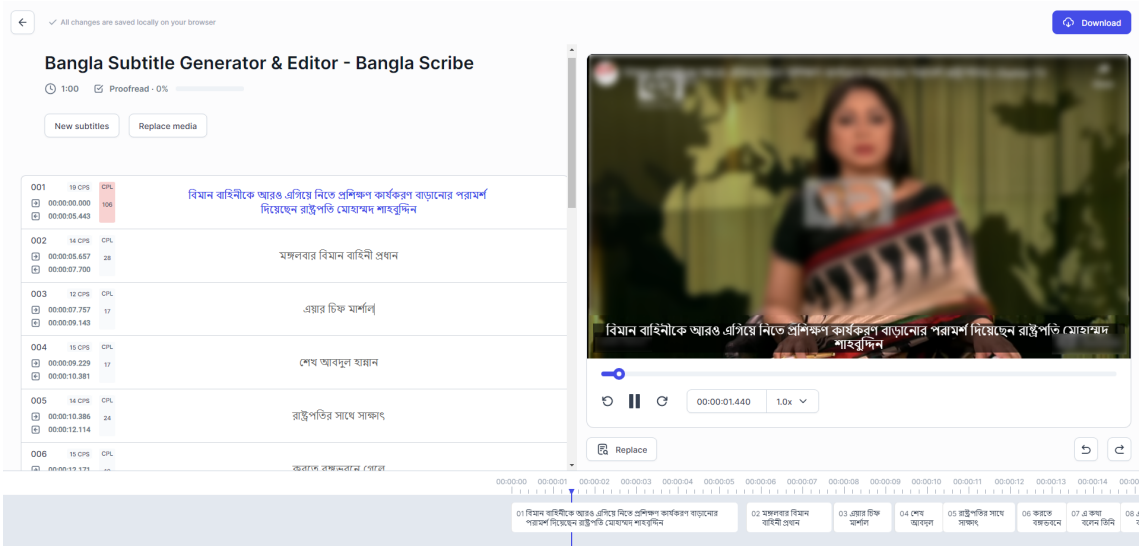 All changes are saved locally on your browser
Download
Bangla Subtitle Generator & Editor - Bangla Scribe
1:00 Proofread · 0%
New subtitles Replace media
001 19 CPS CPL
00:00:00.000 106
00:00:05.443
বিমান বাহিনীকে আরও এগিয়ে নিতে প্রশিক্ষণ কার্যকরণ বাড়ানোর পরামর্শ
দিয়েছেন রাষ্ট্রপতি মোহাম্মদ শাহবুদ্দিন
002 14 CPS CPL
00:00:05.657 28
00:00:07.700
মঙ্গলবার বিমান বাহিনী প্রধান
003 12 CPS CPL
00:00:07.757 17
00:00:09.143
এয়ার চিফ মার্শাল
004 15 CPS CPL
00:00:09.229 17
00:00:10.381
শেখ আবদুল হান্নান
005 14 CPS CPL
00:00:10.386 24
00:00:12.114
রাষ্ট্রপতির সাথে সাক্ষাৎ
006 15 CPS CPL
00:00:12.171
করতে বঙ্গভবনে গেলে
বিমান বাহিনীকে আরও এগিয়ে নিতে প্রশিক্ষণ কার্যকরণ বাড়ানোর পরামর্শ দিয়েছেন রাষ্ট্রপতি মোহাম্মদ
শাহবুদ্দিন
00:00:01.440 1.0x
Replace
00:00:00 00:00:01 00:00:02 00:00:03 00:00:04 00:00:05 00:00:06 00:00:07 00:00:08 00:00:09 00:00:10 00:00:11 00:00:12 00:00:13 00:00:14 00:00
01 বিমান বাহিনীকে আরও এগিয়ে নিতে প্রশিক্ষণ কার্যকরণ বাড়ানোর
পরামর্শ দিয়েছেন রাষ্ট্রপতি মোহাম্মদ শাহবুদ্দিন
02 মঙ্গলবার বিমান
বাহিনী প্রধান
03 এয়ার চিফ
মার্শাল
04 শেখ
আবদুল
05 রাষ্ট্রপতির সাথে
সাক্ষাৎ
06 করতে
বঙ্গভবনে
07 এ কথা
বলেন তিনি
08